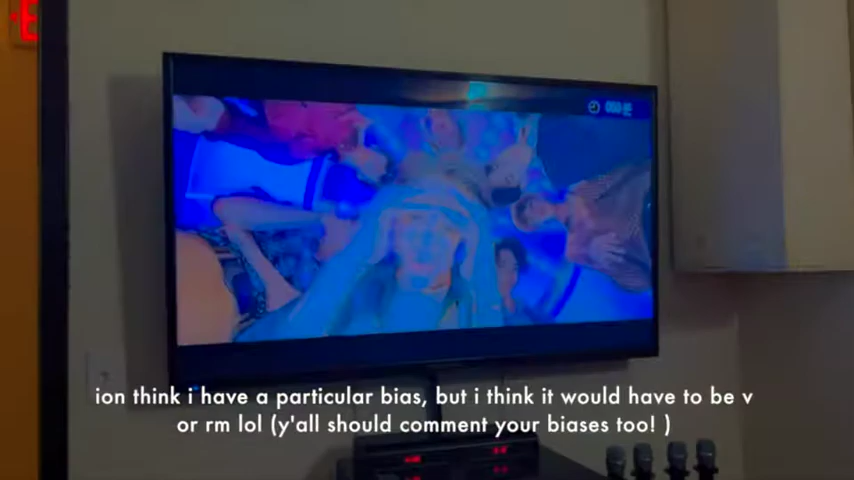 ion think i have a particular bias, but i think it would have to be v
or rm lol (y'all should comment your biases too! )